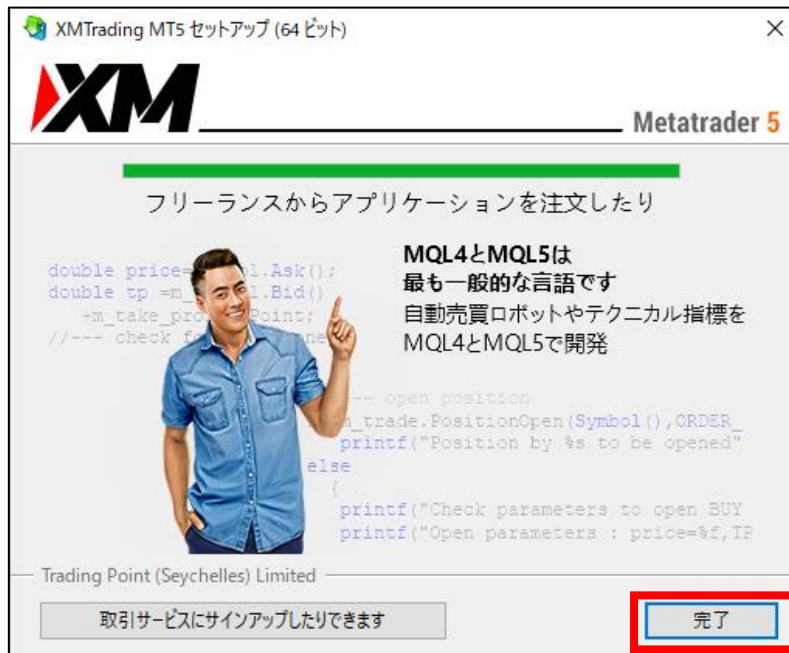 XMTrading MT5 セットアップ (64 ビット)
XM
Metatrader 5
フリーランスからアプリケーションを注文したり
MQL4とMQL5は
最も一般的な言語です
自動売買ロボットやテクニカル指標を
MQL4とMQL5で開発
double price=
l.Ask();
double tp =m_
l.Bid()
+m_take_pro
Point;
//--- check f
-- open position
_trade.PositionOpen(Symbol(),ORDER_
printf("Position by %s to be opened"
else
{
printf("Check parameters to open BUY
printf("Open parameters : price=%f,TP
Trading Point (Seychelles) Limited
取引サービスにサインアップしたりできます
完了